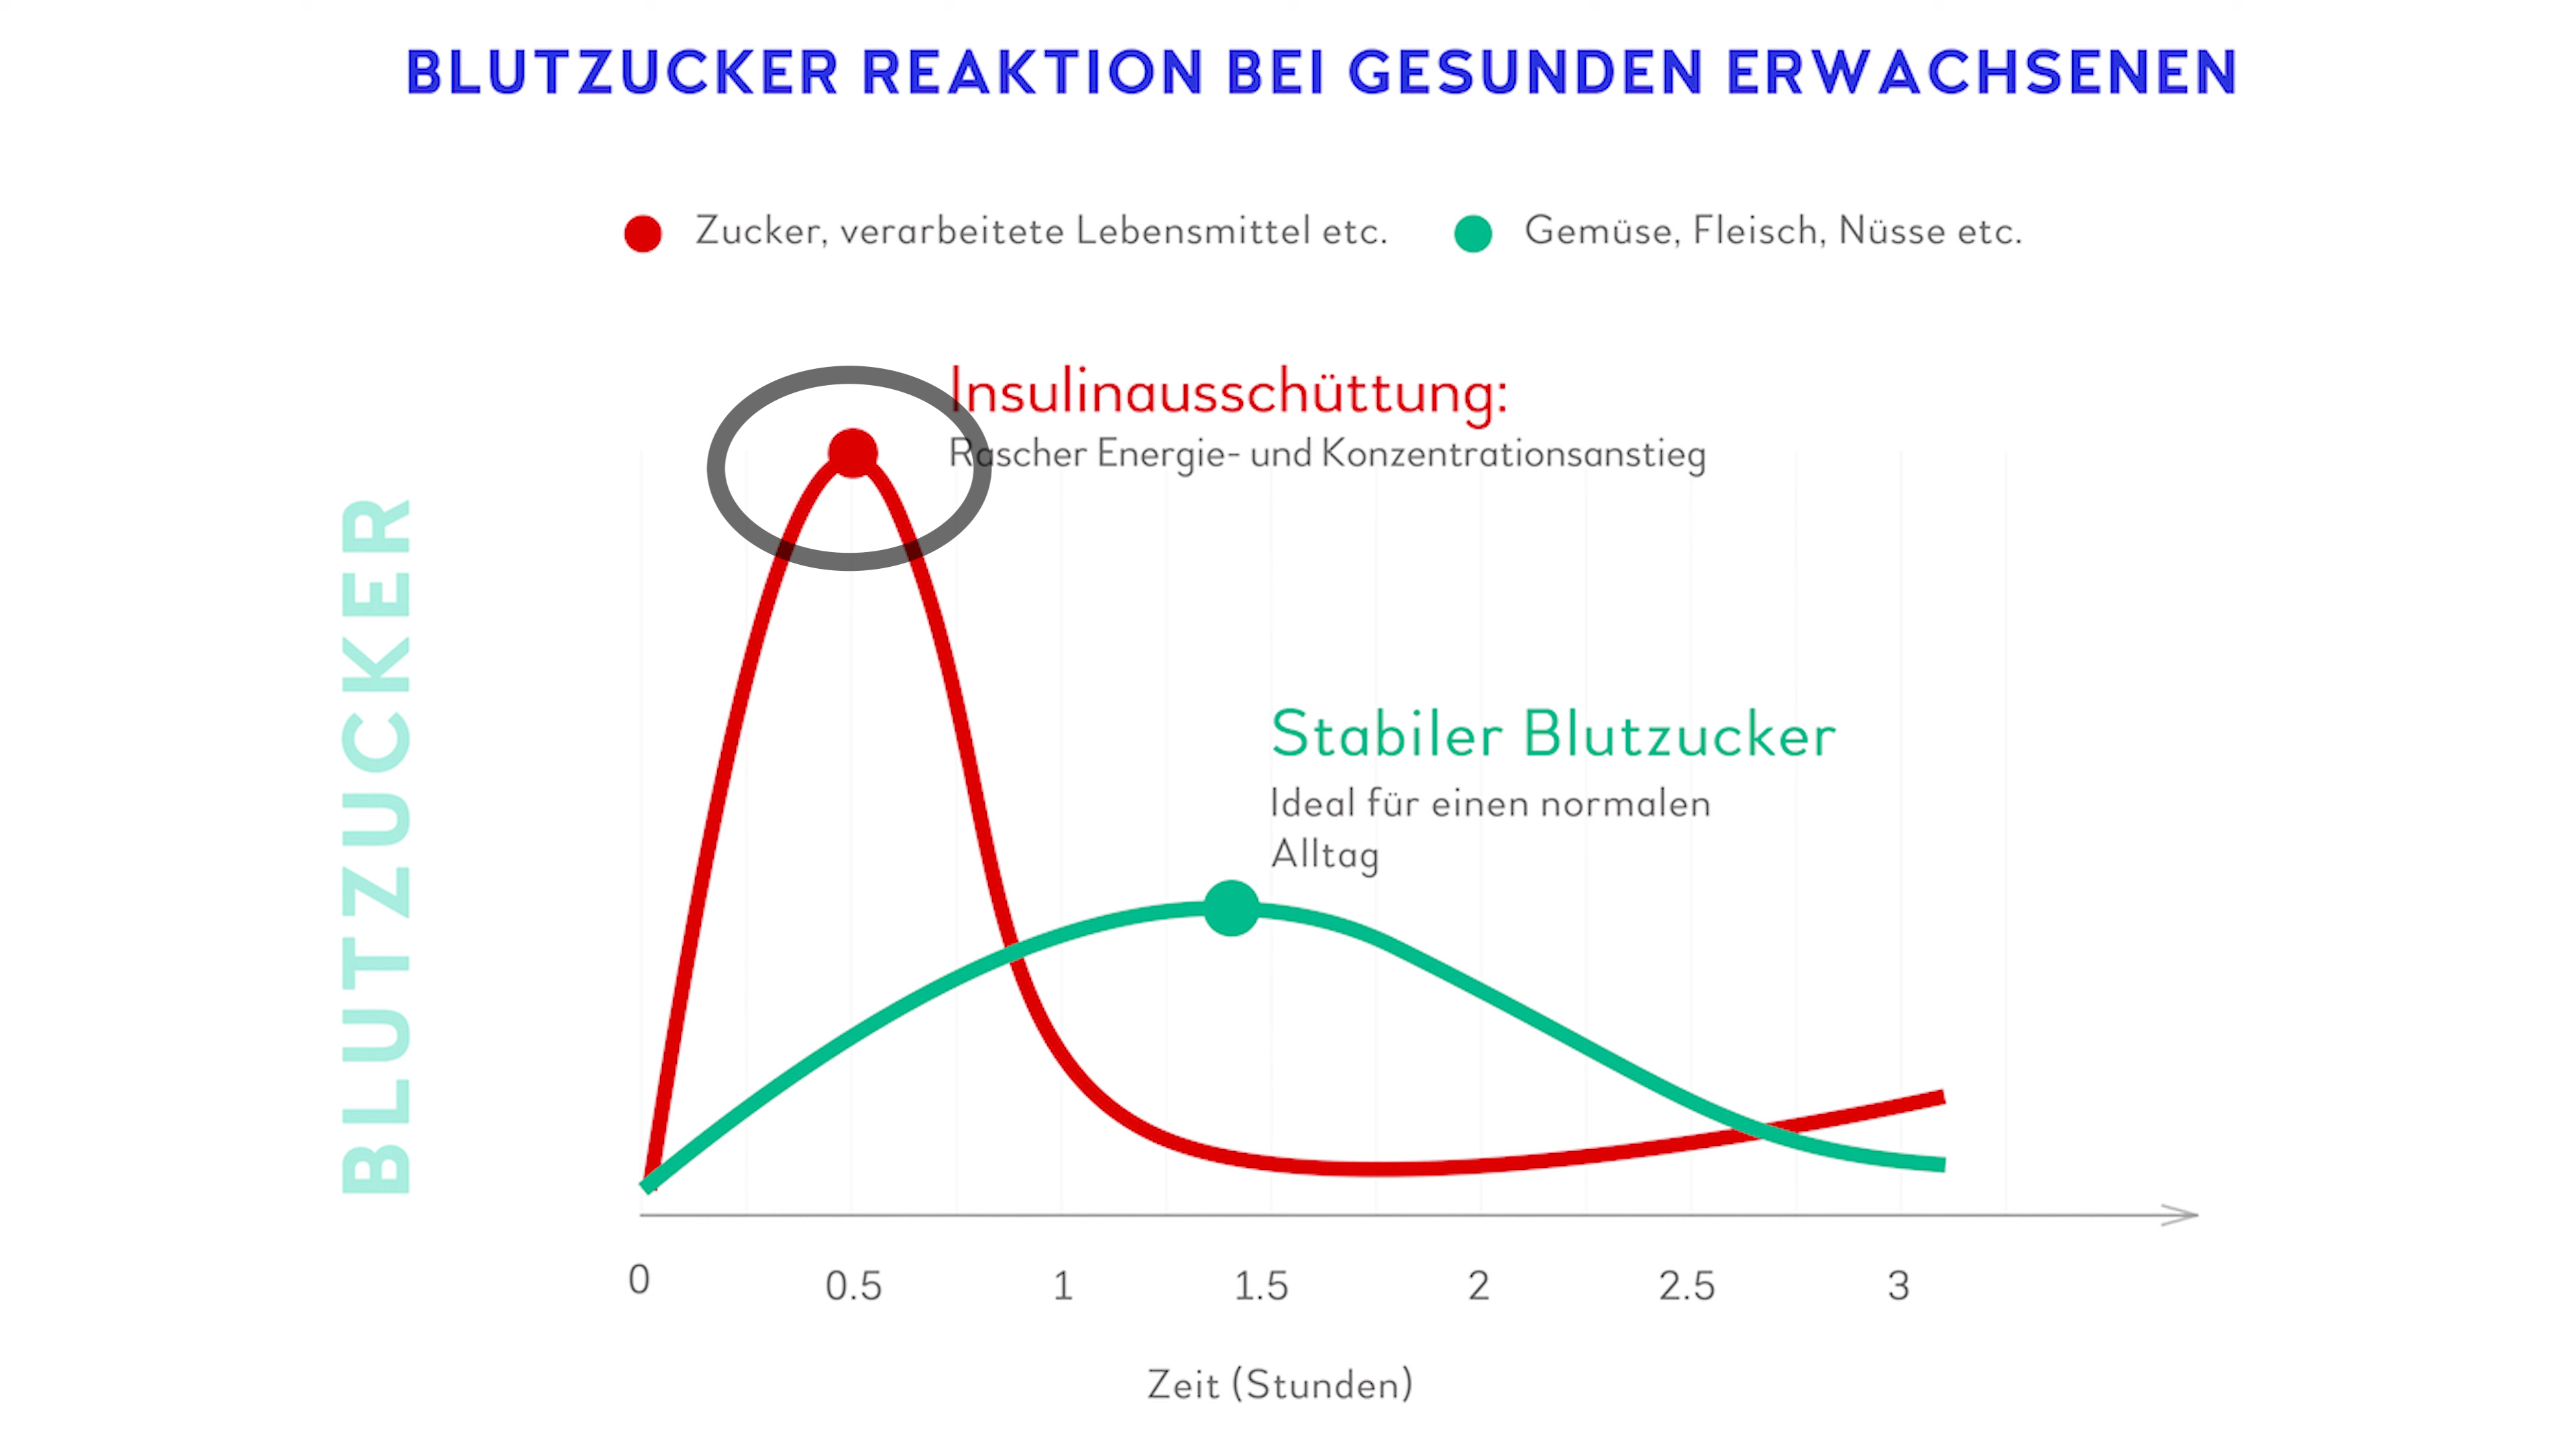 BLUTZUCKER REAKTION BEI GESUNDEN ERWACHSENEN
Zucker, verarbeitete Lebensmittel etc.
Gemüse, Fleisch, Nüsse etc.
Insulinausschüttung:
Rascher Energie- und Konzentrationsanstieg
BLUTZUCKER
Stabiler Blutzucker
Ideal für einen normalen
Alltag
0 0.5 1 1.5 2 2.5 3
Zeit (Stunden)